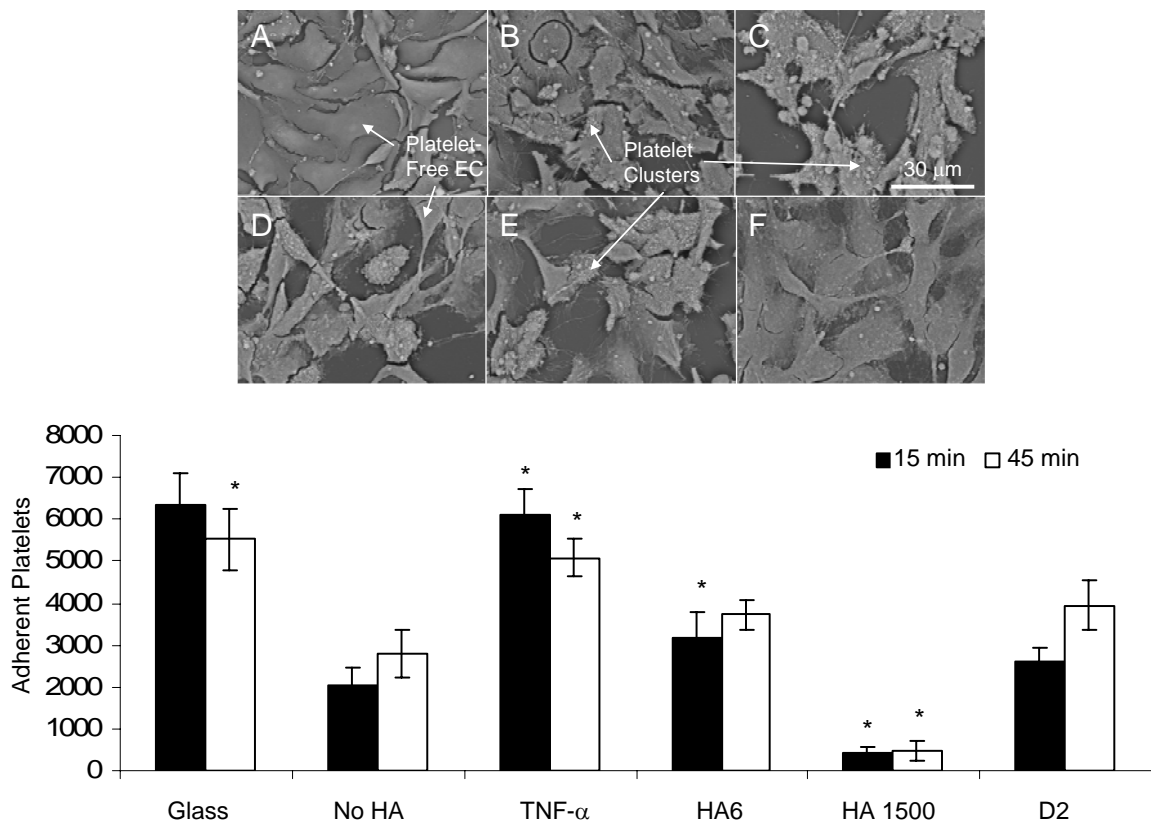 A
B
C
Platelet-
Free EC
Platelet
Clusters
30 μm
D
E
F
8000
7000
6000
5000
4000
3000
2000
1000
0
Adherent Platelets
15 min
45 min
*
*
*
*
*
*
Glass
No HA
TNF-α
HA6
HA 1500
D2